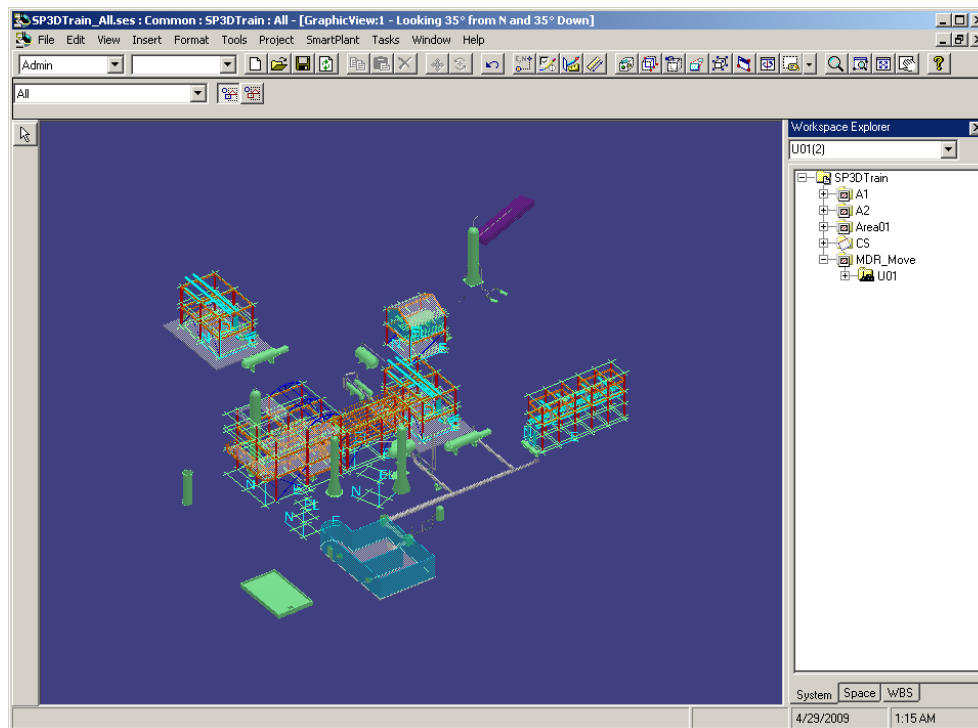 SP3DTrain_All.ses : Common : SP3DTrain : All - [GraphicView:1 - Looking 35° from N and 35° Down]
File Edit View Insert Format Tools Project SmartPlant Tasks Window Help
Admin
All
Workspace Explorer
U01(2)
SP3DTrain
A1
A2
Area01
CS
MDR_Move
U01
N
E
EL
N
EL
N
E
System Space WBS
4/29/2009 1:15 AM